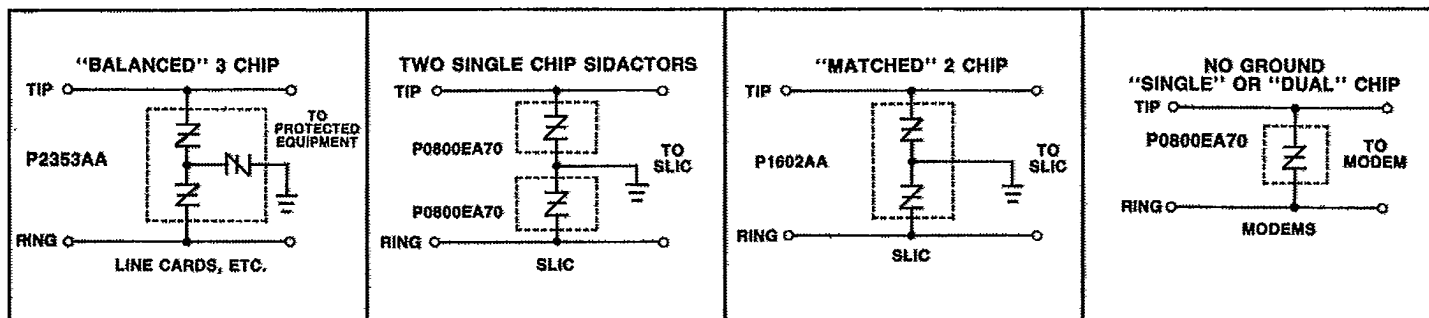 "BALANCED" 3 CHIP
TIP
TO
PROTECTED
EQUIPMENT
P2353AA
RING
LINE CARDS, ETC.
TWO SINGLE CHIP SIDACTORS
TIP
P0800EA70
TO
SLIC
P0800EA70
RING
SLIC
"MATCHED" 2 CHIP
TIP
P1602AA
TO
SLIC
RING
SLIC
NO GROUND
"SINGLE" OR "DUAL" CHIP
TIP
P0800EA70
TO
MODEM
RING
MODEMS